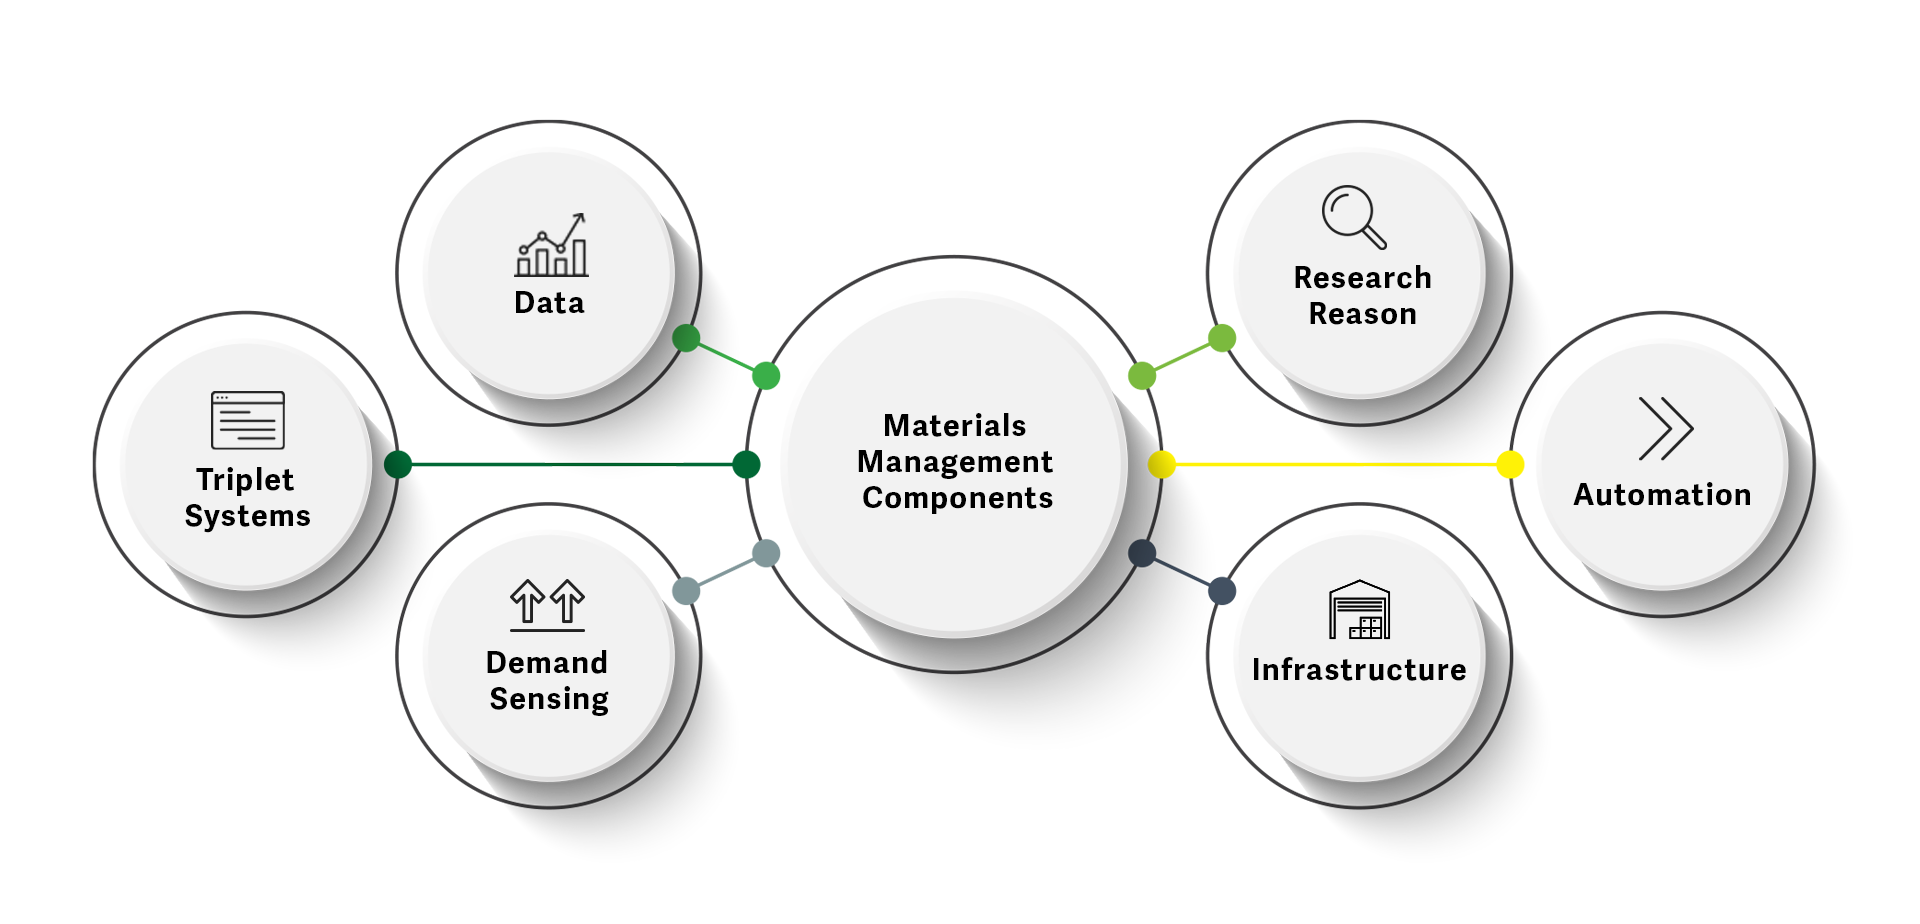 Data
Research
Reason
Triplet
Systems
Materials
Management
Components
Automation
Demand
Sensing
Infrastructure